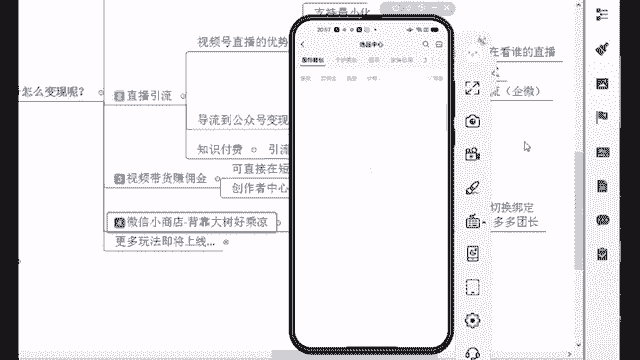 支持最小化
视频号直播的优势
在看谁的直播
怎么变现呢？
直播引流
流（企微）
导流到公众号变现
知识付费
引流
视频带货赚佣金
可直接在短
创作者中心
切换绑定
多多团长
微信小商店-背靠大树好乘凉
更多玩法即将上线...
20:57
选品中心